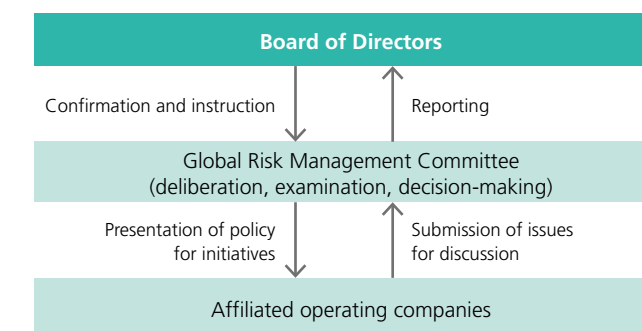 Board of Directors
Confirmation and instruction
Reporting
Global Risk Management Committee
(deliberation, examination, decision-making)
Presentation of policy
for initiatives
Submission of issues
for discussion
Affiliated operating companies